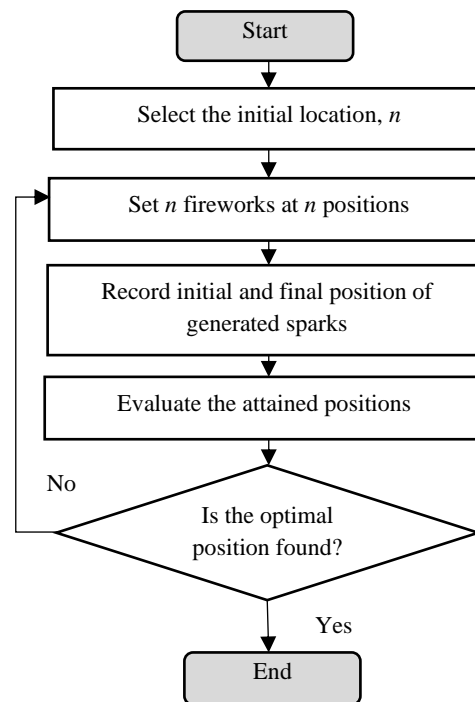 Start
Select the initial location, n
Set n fireworks at n positions
Record initial and final position of
generated sparks
Evaluate the attained positions
No
Is the optimal
position found?
Yes
End